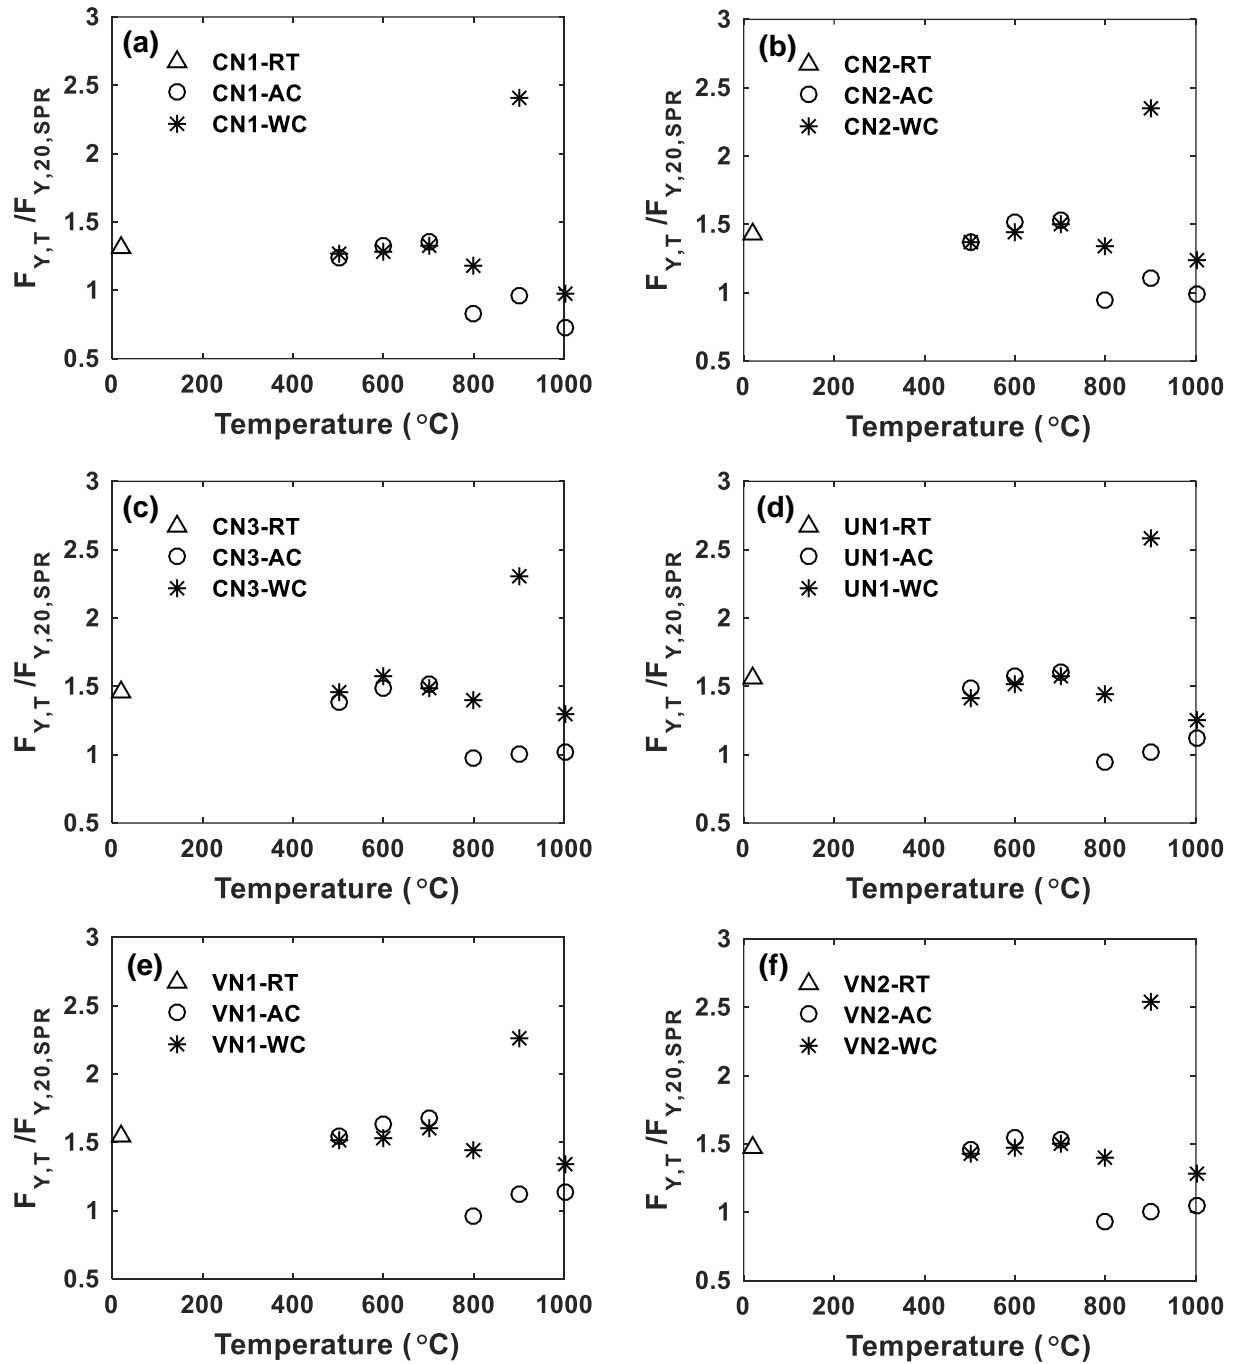 (a)
CN1-RT
CN1-AC
CN1-WC
3
2.5
2
1.5
1
0.5
F Y,T /F Y,20,SPR
0 200 400 600 800 1000
Temperature (°C)
(b)
CN2-RT
CN2-AC
CN2-WC
3
2.5
2
1.5
1
0.5
F Y,T /F Y,20,SPR
0 200 400 600 800 1000
Temperature (°C)
(c)
CN3-RT
CN3-AC
CN3-WC
3
2.5
2
1.5
1
0.5
F Y,T /F Y,20,SPR
0 200 400 600 800 1000
Temperature (°C)
(d)
UN1-RT
UN1-AC
UN1-WC
3
2.5
2
1.5
1
0.5
F Y,T /F Y,20,SPR
0 200 400 600 800 1000
Temperature (°C)
(e)
VN1-RT
VN1-AC
VN1-WC
3
2.5
2
1.5
1
0.5
F Y,T /F Y,20,SPR
0 200 400 600 800 1000
Temperature (°C)
(f)
VN2-RT
VN2-AC
VN2-WC
3
2.5
2
1.5
1
0.5
F Y,T /F Y,20,SPR
0 200 400 600 800 1000
Temperature (°C)